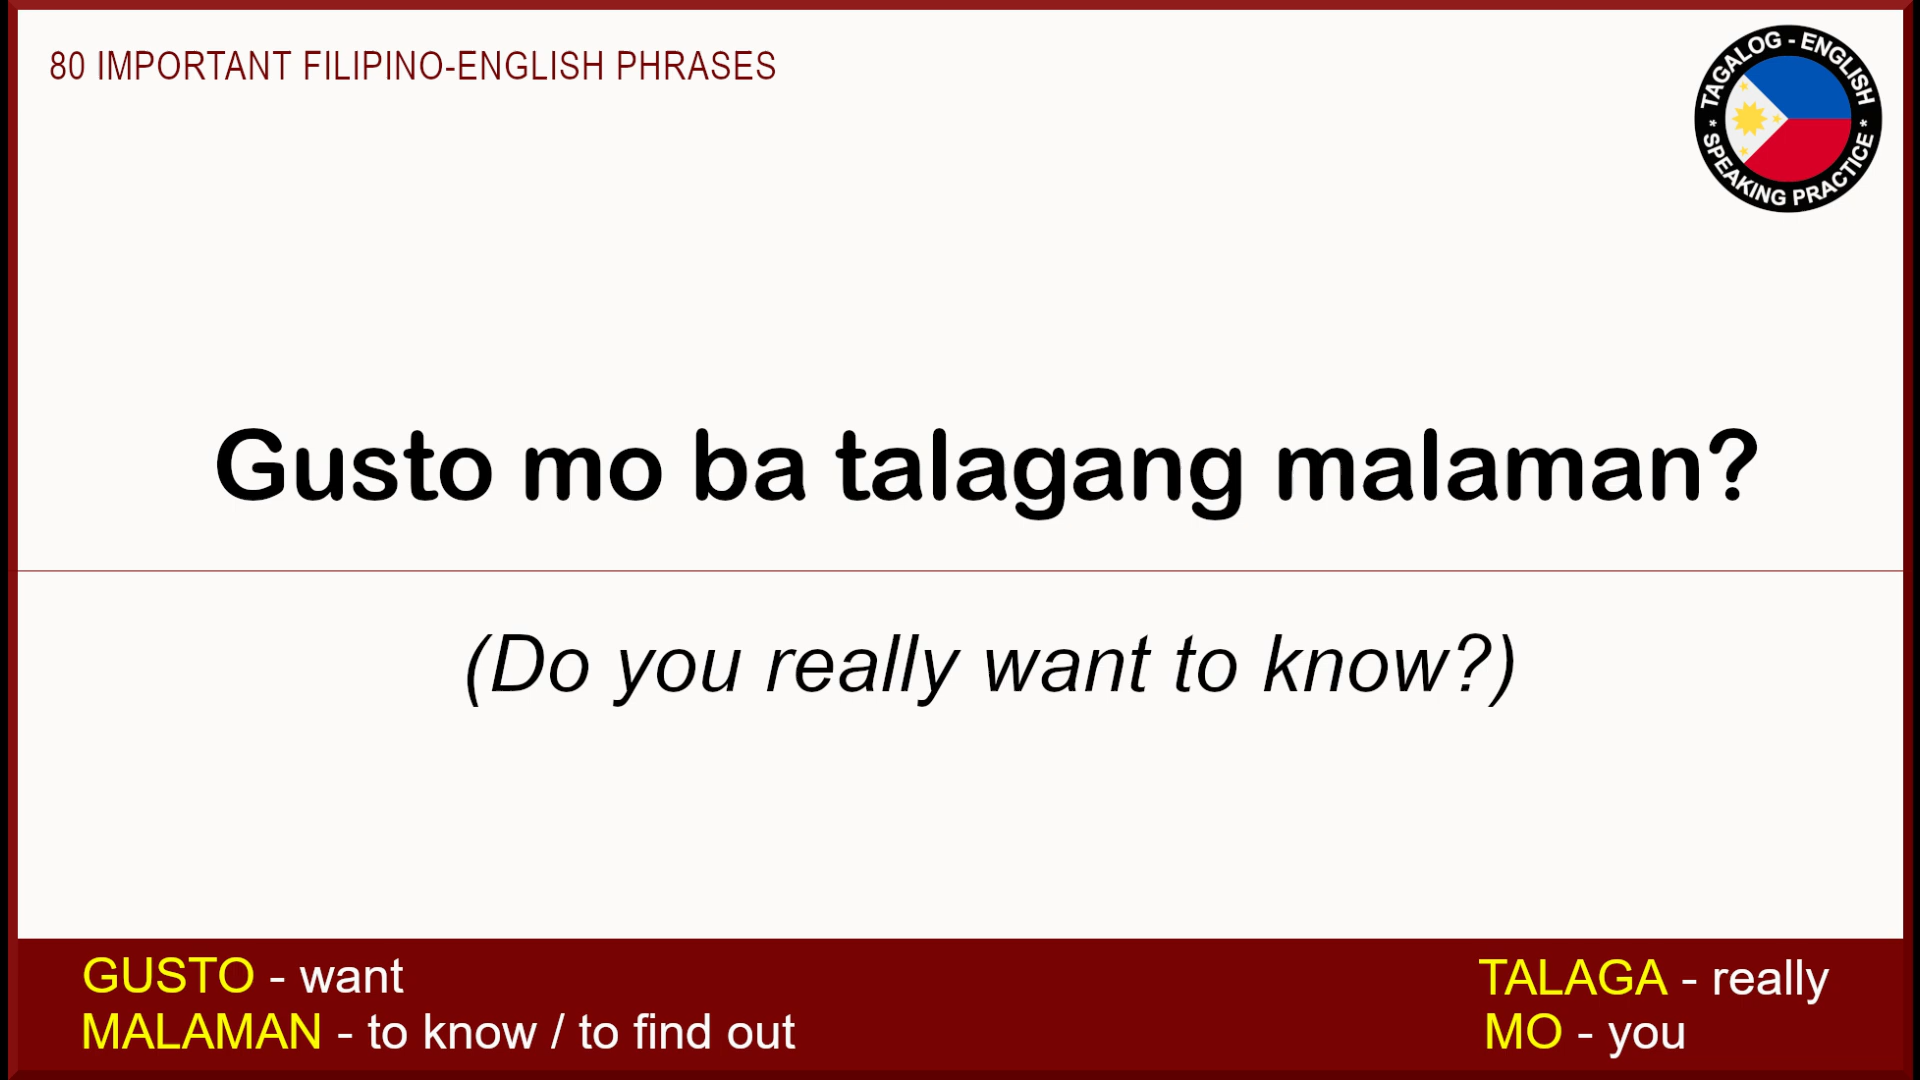 80 IMPORTANT FILIPINO-ENGLISH PHRASES
TAGALOG - ENGLISH
* SPEAKING PRACTICE *
Gusto mo ba talagang malaman?
(Do you really want to know?)
GUSTO - want
MALAMAN - to know / to find out
TALAGA - really
MO - you